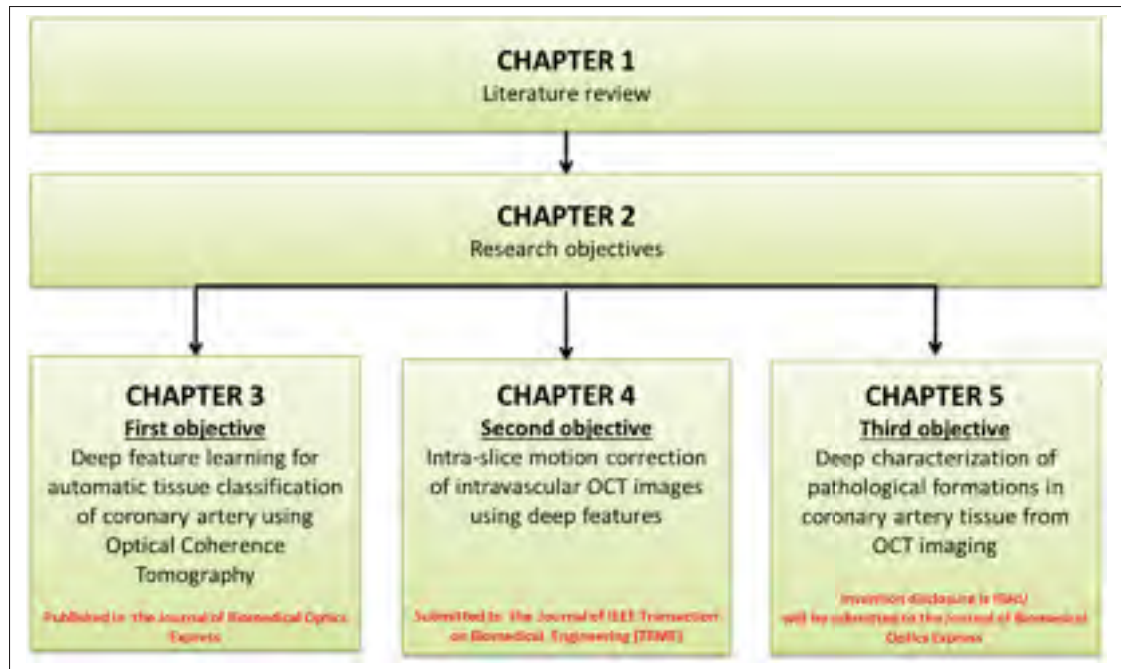 CHAPTER 1
Literature review
CHAPTER 2
Research objectives
CHAPTER 3
First objective
Deep feature learning for
automatic tissue classification
of coronary artery using
Optical Coherence
Tomography
Published in the Journal of Biomedical Optics
Express
CHAPTER 4
Second objective
Intra-slice motion correction
of intravascular OCT images
using deep features
Submitted to the Journal of IEEE Transaction
on Biomedical Engineering (TBME)
CHAPTER 5
Third objective
Deep characterization of
pathological formations in
coronary artery tissue from
OCT imaging
Invention disclosure is
will be submitted to the Journal of Biomedical
Optics Express